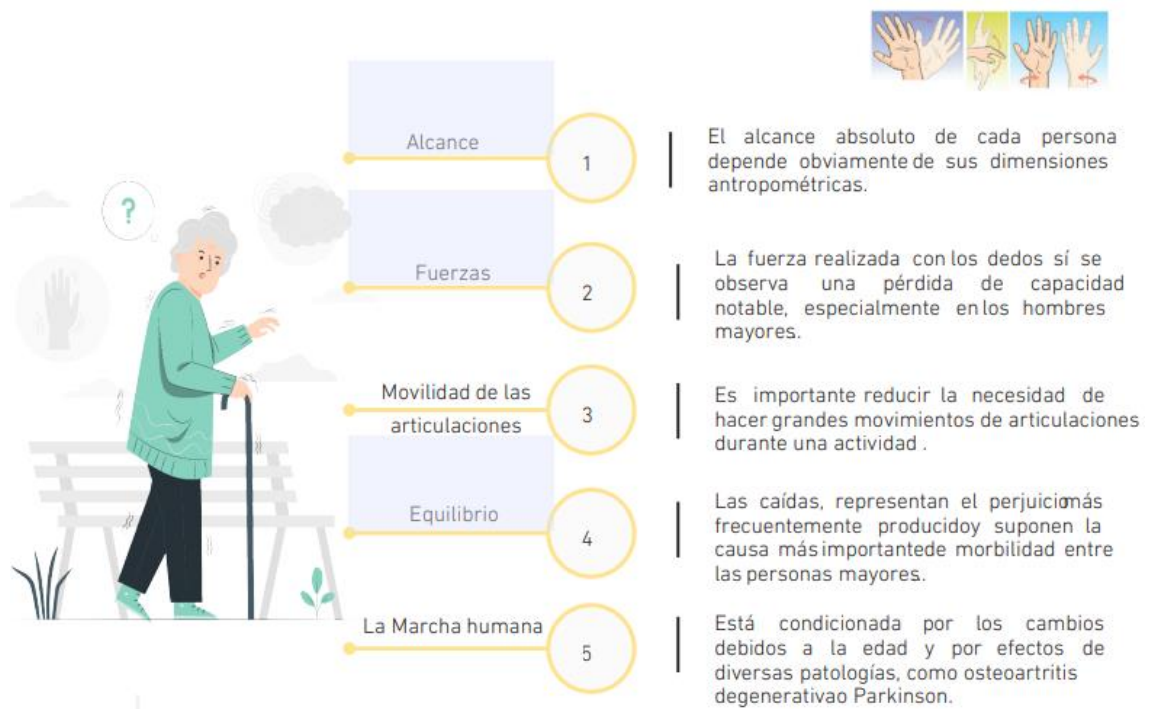 Alcance
1
El alcance absoluto de cada persona
depende obviamente de sus dimensiones
antropométricas.
?
Fuerzas
2
La fuerza realizada con los dedos sí se
observa una pérdida de capacidad
notable, especialmente en los hombres
mayores..
Movilidad de las
articulaciones
3
Es importante reducir la necesidad de
hacer grandes movimientos de articulaciones
durante una actividad .
Equilibrio
4
Las caídas, representan el perjuiciomás
frecuentemente producidoy suponen la
causa más importantede morbilidad entre
las personas mayores..
La Marcha humana
5
Está condicionada por los cambios
debidos a la edad y por efectos de
diversas patologías, como osteoartritis
degenerativao Parkinson.